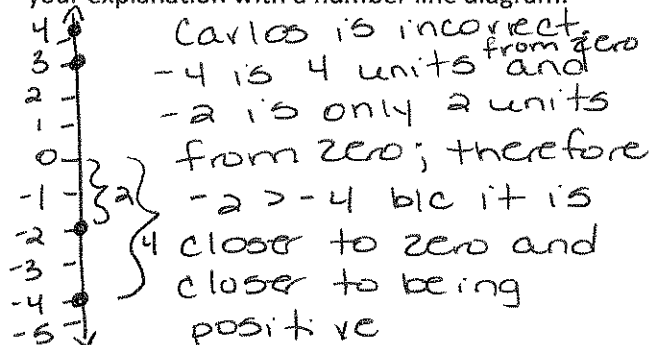 your explanation with a number line diagram.
4
3
2
1
0
-1
-2
-3
-4
-5
2
4
Carlos is incorrect.
-4 is 4 units from zero and
-2 is only 2 units
from zero; therefore
-2 > -4 b/c it is
closer to zero and
closer to being
positive